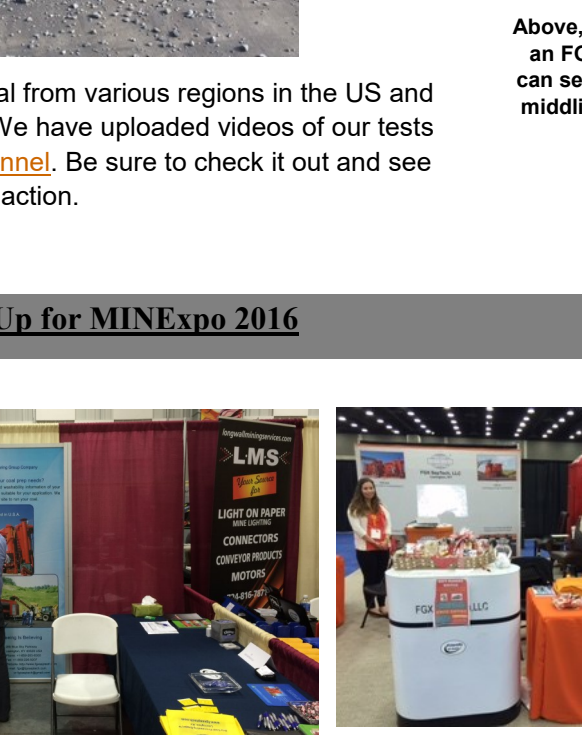 Above,
an FG
can se
middli
al from various regions in the US and
We have uploaded videos of our tests
nnel. Be sure to check it out and see
action.
Up for MINExpo 2016
longwallminingservices.com
L·M·S
Your Source
for
LIGHT ON PAPER
MINE LIGHTING
CONNECTORS
CONVEYOR PRODUCTS
MOTORS
FGX SepTech, LLC
FGX
LLC